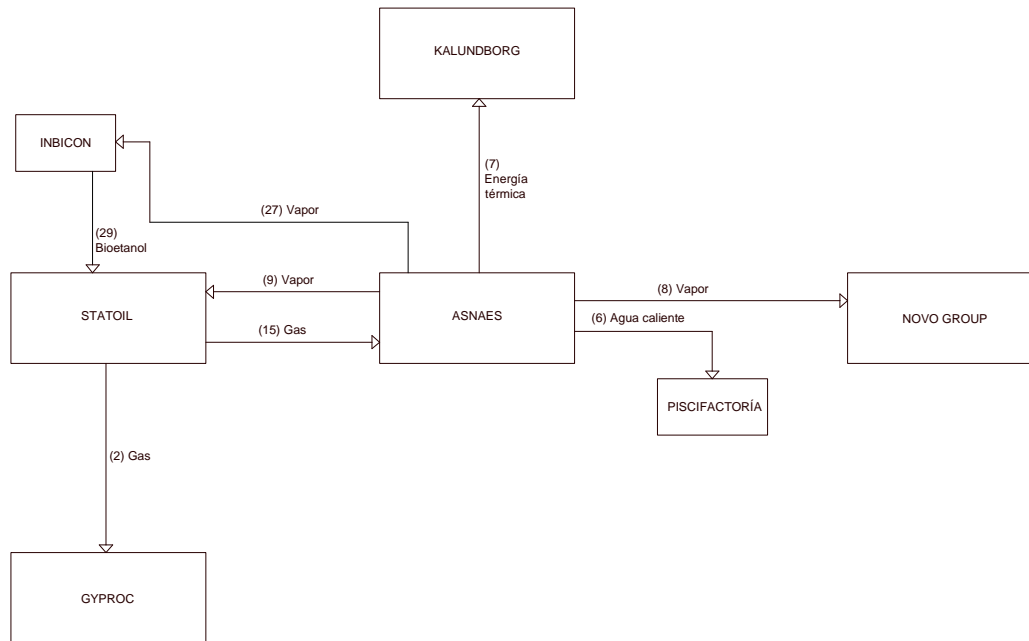 KALUNDBORG
INBICON
(7)
Energía
térmica
(27) Vapor
(29)
Bioetanol
(9) Vapor
(8) Vapor
STATOIL
ASNAES
NOVO GROUP
(15) Gas
(6) Agua caliente
PISCIFACTORÍA
(2) Gas
GYPROC